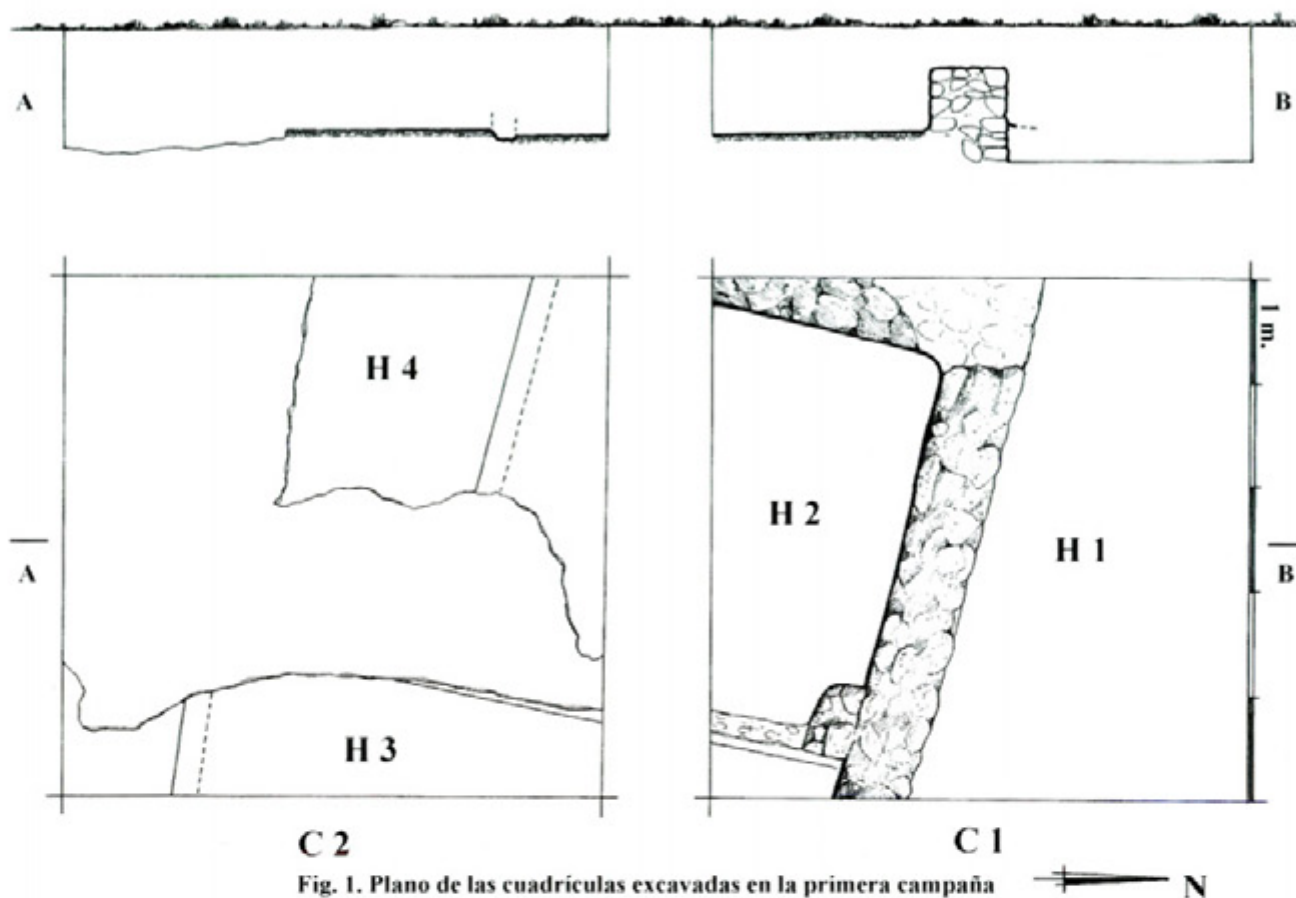 A
B
H 4
1 m.
H 2
H 1
A
B
H 3
C 2
C 1
Fig. 1. Plano de las cuadrículas excavadas en la primera campaña
N